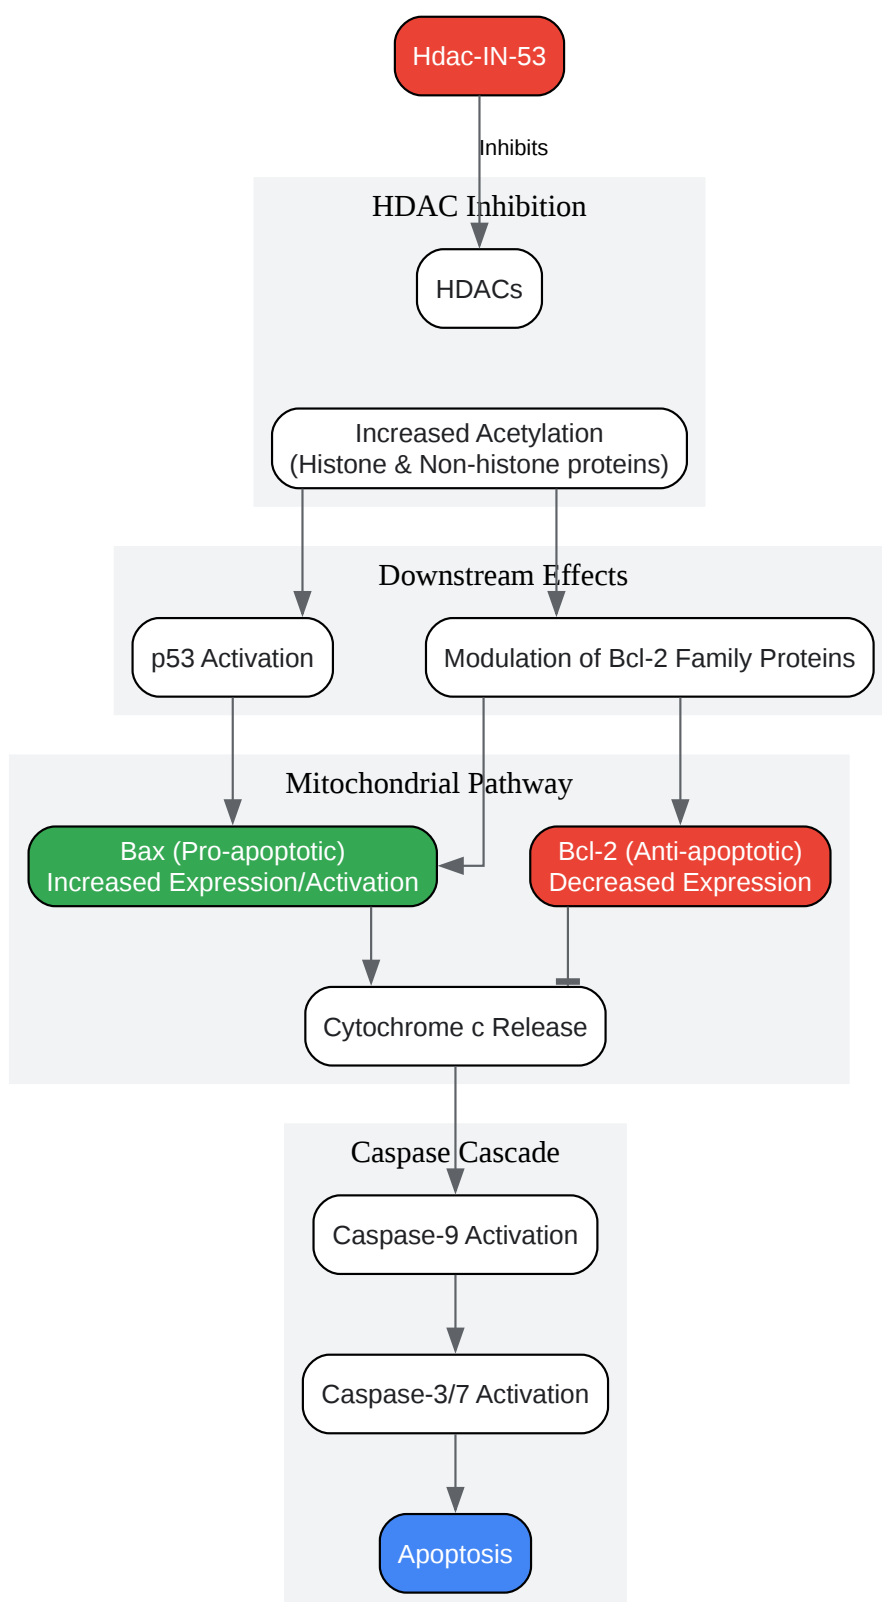 Hdac-IN-53
Inhibits
HDAC Inhibition
HDACs
Increased Acetylation
(Histone & Non-histone proteins)
Downstream Effects
p53 Activation
Modulation of Bcl-2 Family Proteins
Mitochondrial Pathway
Bax (Pro-apoptotic)
Increased Expression/Activation
Bcl-2 (Anti-apoptotic)
Decreased Expression
Cytochrome c Release
Caspase Cascade
Caspase-9 Activation
Caspase-3/7 Activation
Apoptosis